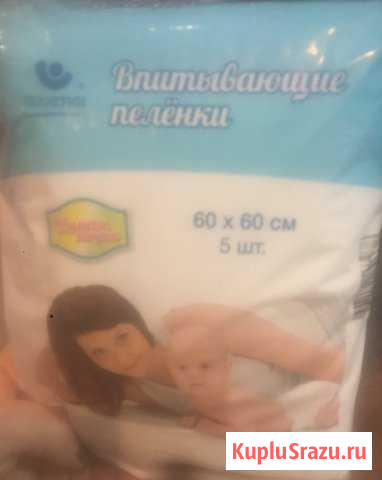 Впитывающие
пелёнки
60 x 60 см
5 шт.
KupluSrazu.ru